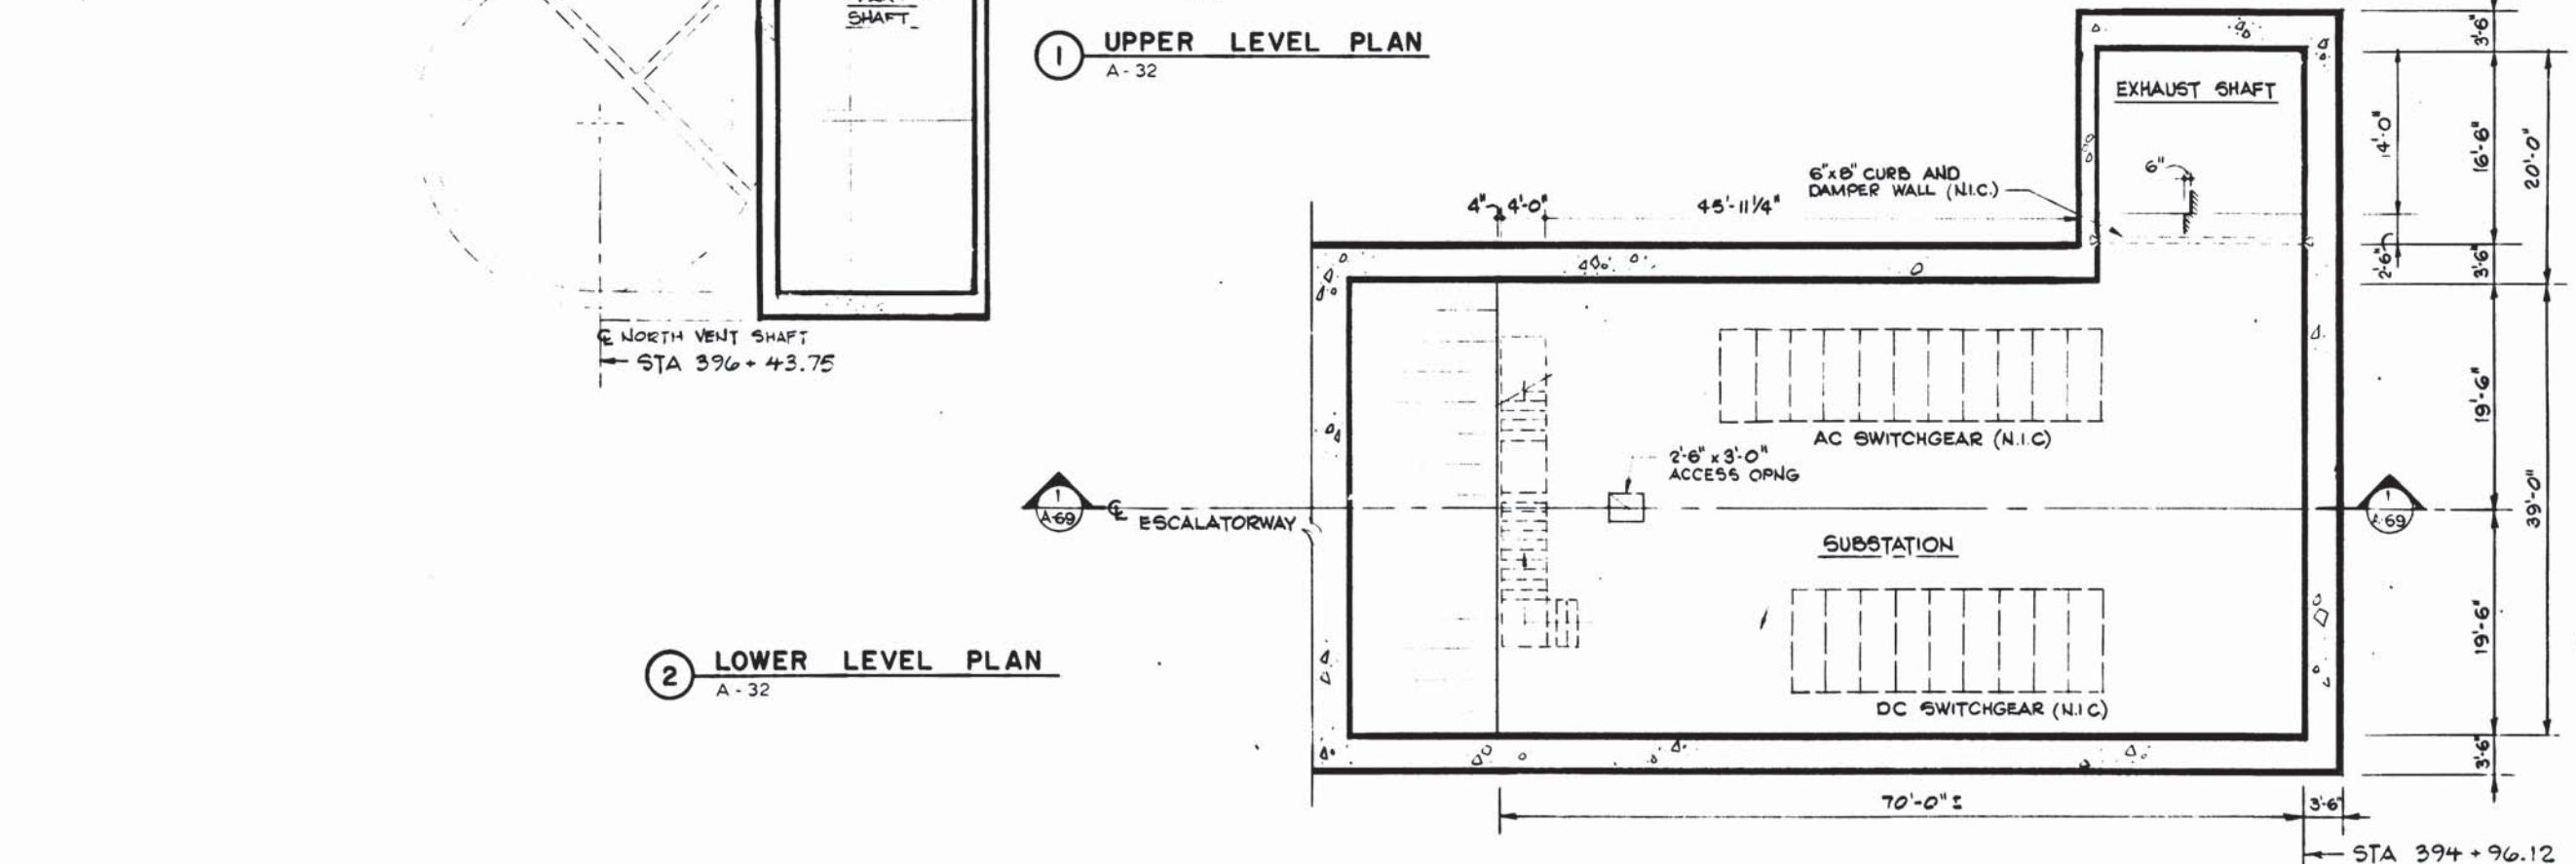 SHAFT
1 UPPER LEVEL PLAN
A-32
EXHAUST SHAFT
6"x8" CURB AND
DAMPER WALL (N.I.C.)
6"
4" 4'-0" 45'-11 1/4"
3'-6"
14'-0"
16'-6"
20'-0"
2'-6"
3'-6"
℄ NORTH VENT SHAFT
STA 396+43.75
AC SWITCHGEAR (N.I.C)
2'-6" x 3'-0"
ACCESS OPNG
19'-6"
39'-0"
1
A-69
℄ ESCALATORWAY
SUBSTATION
1
A-69
19'-6"
2 LOWER LEVEL PLAN
A-32
DC SWITCHGEAR (N.I.C)
3'-6"
70'-0" ±
3'-6"
STA 394+96.12